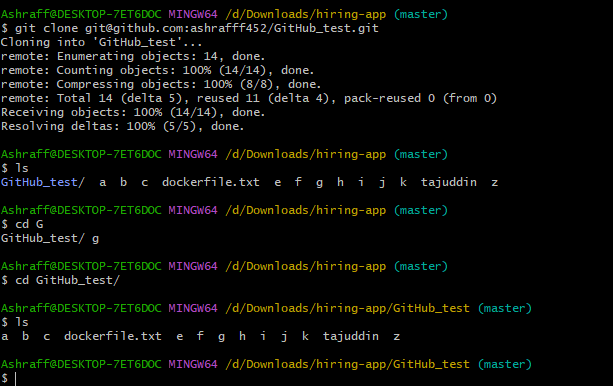 Ashraff@DESKTOP-7ET6DOC MINGW64 /d/Downloads/hiring-app (master)
$ git clone git@github.com:ashrafff452/GitHub_test.git
Cloning into 'GitHub_test'...
remote: Enumerating objects: 14, done.
remote: Counting objects: 100% (14/14), done.
remote: Compressing objects: 100% (8/8), done.
remote: Total 14 (delta 5), reused 11 (delta 4), pack-reused 0 (from 0)
Receiving objects: 100% (14/14), done.
Resolving deltas: 100% (5/5), done.
Ashraff@DESKTOP-7ET6DOC MINGW64 /d/Downloads/hiring-app (master)
$ ls
GitHub_test/  a  b  c  dockerfile.txt  e  f  g  h  i  j  k  tajuddin  z
Ashraff@DESKTOP-7ET6DOC MINGW64 /d/Downloads/hiring-app (master)
$ cd G
GitHub_test/ g
Ashraff@DESKTOP-7ET6DOC MINGW64 /d/Downloads/hiring-app (master)
$ cd GitHub_test/
Ashraff@DESKTOP-7ET6DOC MINGW64 /d/Downloads/hiring-app/GitHub_test (master)
$ ls
a  b  c  dockerfile.txt  e  f  g  h  i  j  k  tajuddin  z
Ashraff@DESKTOP-7ET6DOC MINGW64 /d/Downloads/hiring-app/GitHub_test (master)
$